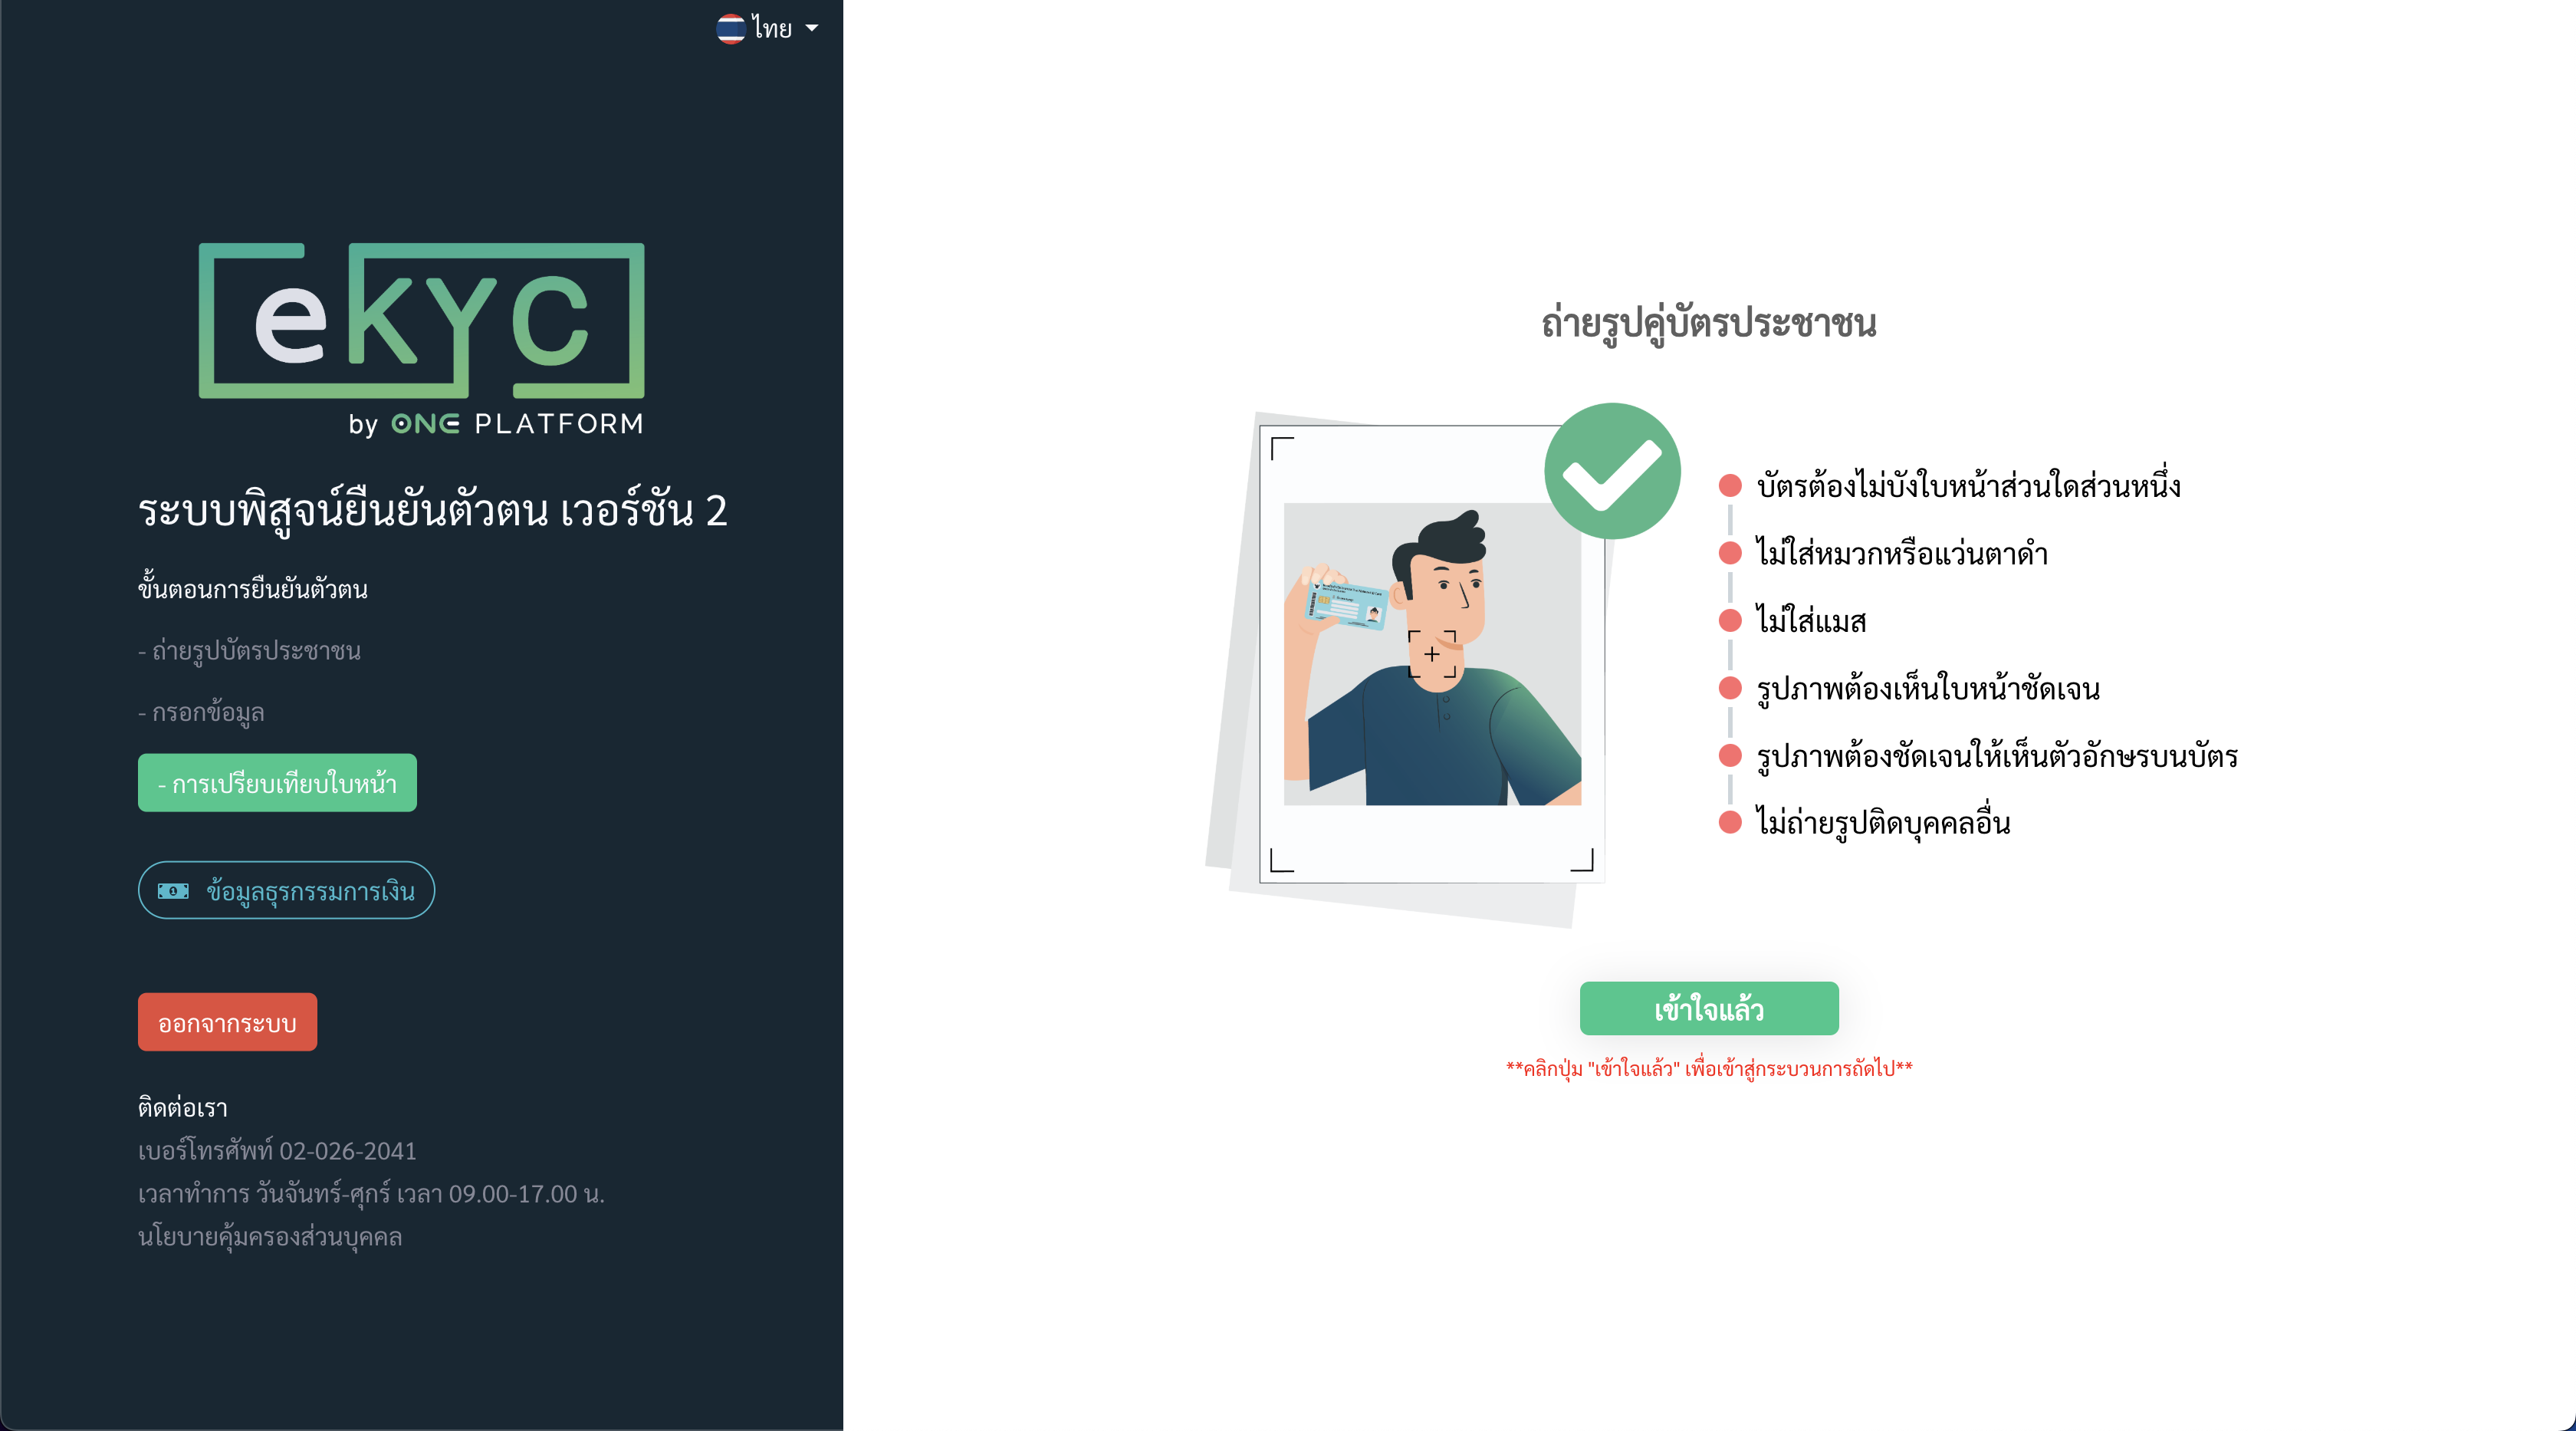 ไทย
eKYC
by ONE PLATFORM
ระบบพิสูจน์ยืนยันตัวตน เวอร์ชัน 2
ขั้นตอนการยืนยันตัวตน
- ถ่ายรูปบัตรประชาชน
- กรอกข้อมูล
- การเปรียบเทียบใบหน้า
ข้อมูลธุรกรรมการเงิน
ออกจากระบบ
ติดต่อเรา
เบอร์โทรศัพท์ 02-026-2041
เวลาทำการ วันจันทร์-ศุกร์ เวลา 09.00-17.00 น.
นโยบายคุ้มครองส่วนบุคคล
ถ่ายรูปคู่บัตรประชาชน
บัตรต้องไม่บังใบหน้าส่วนใดส่วนหนึ่ง
ไม่ใส่หมวกหรือแว่นตาดำ
ไม่ใส่แมส
รูปภาพต้องเห็นใบหน้าชัดเจน
รูปภาพต้องชัดเจนให้เห็นตัวอักษรบนบัตร
ไม่ถ่ายรูปติดบุคคลอื่น
เข้าใจแล้ว
**คลิกปุ่ม "เข้าใจแล้ว" เพื่อเข้าสู่กระบวนการถัดไป**